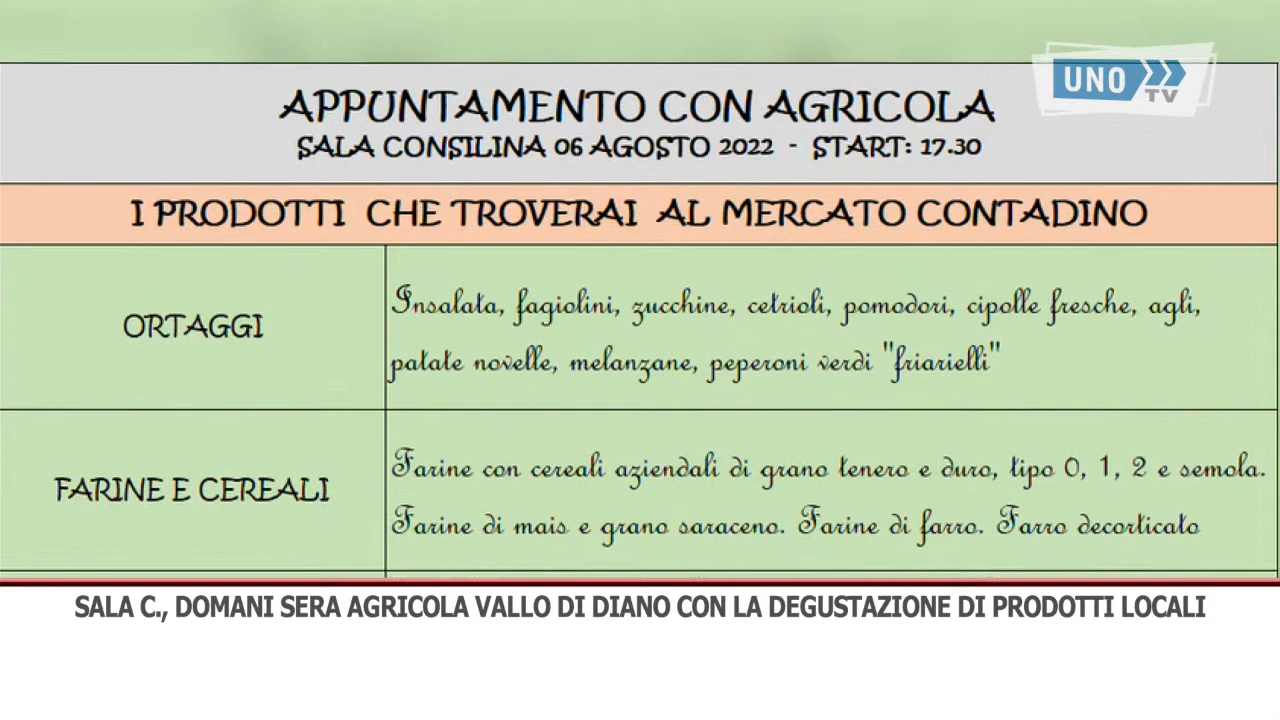 UNO
TV
APPUNTAMENTO CON AGRICOLA
SALA CONSILINA 06 AGOSTO 2022 - START: 17.30
I PRODOTTI CHE TROVERAI AL MERCATO CONTADINO
ORTAGGI
Insalata, fagiolini, zucchine, cetrioli, pomodori, cipolle fresche, agli,
patate novelle, melanzane, peperoni verdi "friarielli"
FARINE E CEREALI
Farine con cereali aziendali di grano tenero e duro, tipo 0, 1, 2 e semola.
Farine di mais e grano saraceno. Farine di farro. Farro decorticato
SALA C., DOMANI SERA AGRICOLA VALLO DI DIANO CON LA DEGUSTAZIONE DI PRODOTTI LOCALI